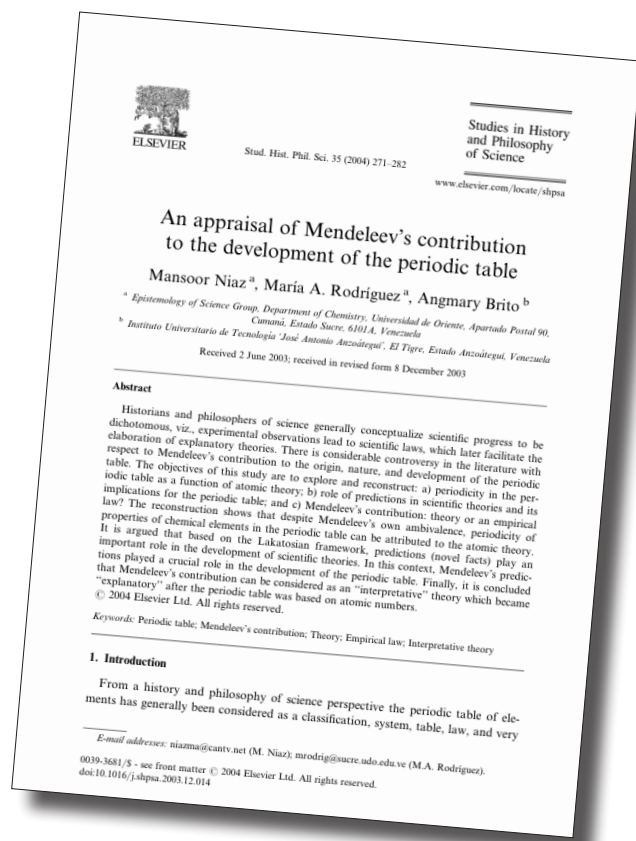 ELSEVIER
Stud. Hist. Phil. Sci. 35 (2004) 271–282
Studies in History
and Philosophy
of Science
www.elsevier.com/locate/shpsa
An appraisal of Mendeleev's contribution
to the development of the periodic table
Mansoor Niaz a, María A. Rodríguez a, Angmary Brito b
a Epistemology of Science Group, Department of Chemistry, Universidad de Oriente, Apartado Postal 90,
Cumaná, Estado Sucre, 6101A, Venezuela
b Instituto Universitario de Tecnología 'José Antonio Anzoátegui', El Tigre, Estado Anzoátegui, Venezuela
Received 2 June 2003; received in revised form 8 December 2003
Abstract
Historians and philosophers of science generally conceptualize scientific progress to be
dichotomous, viz., experimental observations lead to scientific laws, which later facilitate the
elaboration of explanatory theories. There is considerable controversy in the literature with
respect to Mendeleev's contribution to the origin, nature, and development of the periodic
table. The objectives of this study are to explore and reconstruct: a) periodicity in the per-
iodic table as a function of atomic theory; b) role of predictions in scientific theories and its
implications for the periodic table; and c) Mendeleev's contribution: theory or an empirical
law? The reconstruction shows that despite Mendeleev's own ambivalence, periodicity of
properties of chemical elements in the periodic table can be attributed to the atomic theory.
It is argued that based on the Lakatosian framework, predictions (novel facts) play an
important role in the development of scientific theories. In this context, Mendeleev's predic-
tions played a crucial role in the development of the periodic table. Finally, it is concluded
that Mendeleev's contribution can be considered as an "interpretative" theory which became
"explanatory" after the periodic table was based on atomic numbers.
© 2004 Elsevier Ltd. All rights reserved.
Keywords: Periodic table; Mendeleev's contribution; Theory; Empirical law; Interpretative theory
1. Introduction
From a history and philosophy of science perspective the periodic table of ele-
ments has generally been considered as a classification, system, table, law, and very
E-mail addresses: niazma@cantv.net (M. Niaz); mrodrig@sucre.udo.edu.ve (M.A. Rodríguez).
0039-3681/$ - see front matter © 2004 Elsevier Ltd. All rights reserved.
doi:10.1016/j.shpsa.2003.12.014